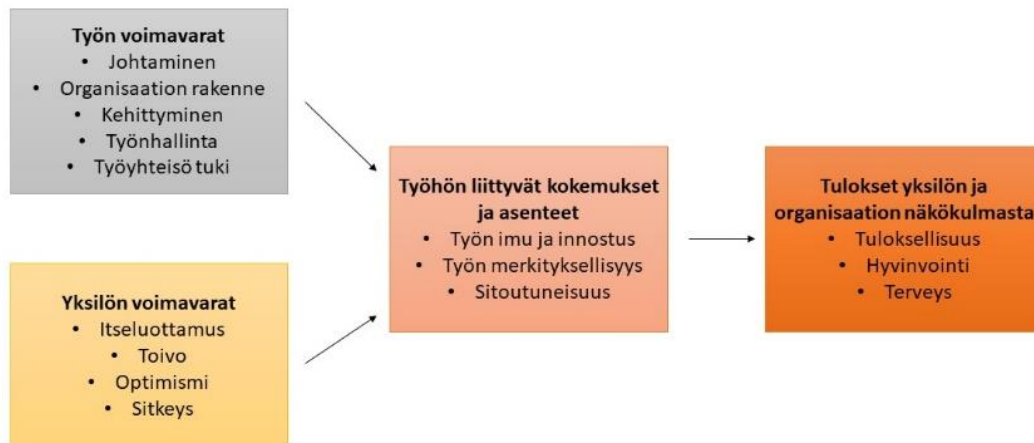 Työn voimavarat
• Johtaminen
• Organisaation rakenne
• Kehittyminen
• Työnhallinta
• Työyhteisö tuki
Yksilön voimavarat
• Itseluottamus
• Toivo
• Optimismi
• Sitkeys
Työhön liittyvät kokemukset
ja asenteet
• Työn imu ja innostus
• Työn merkityksellisyys
• Sitoutuneisuus
Tulokset yksilön ja
organisaation näkökulmasta
• Tuloksellisuus
• Hyvinvointi
• Terveys